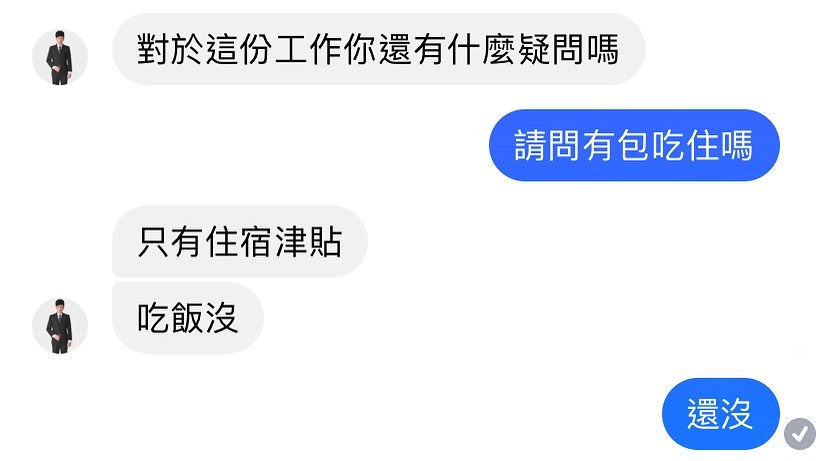 對於這份工作你還有什麼疑問嗎
請問有包吃住嗎
只有住宿津貼
吃飯沒
還沒